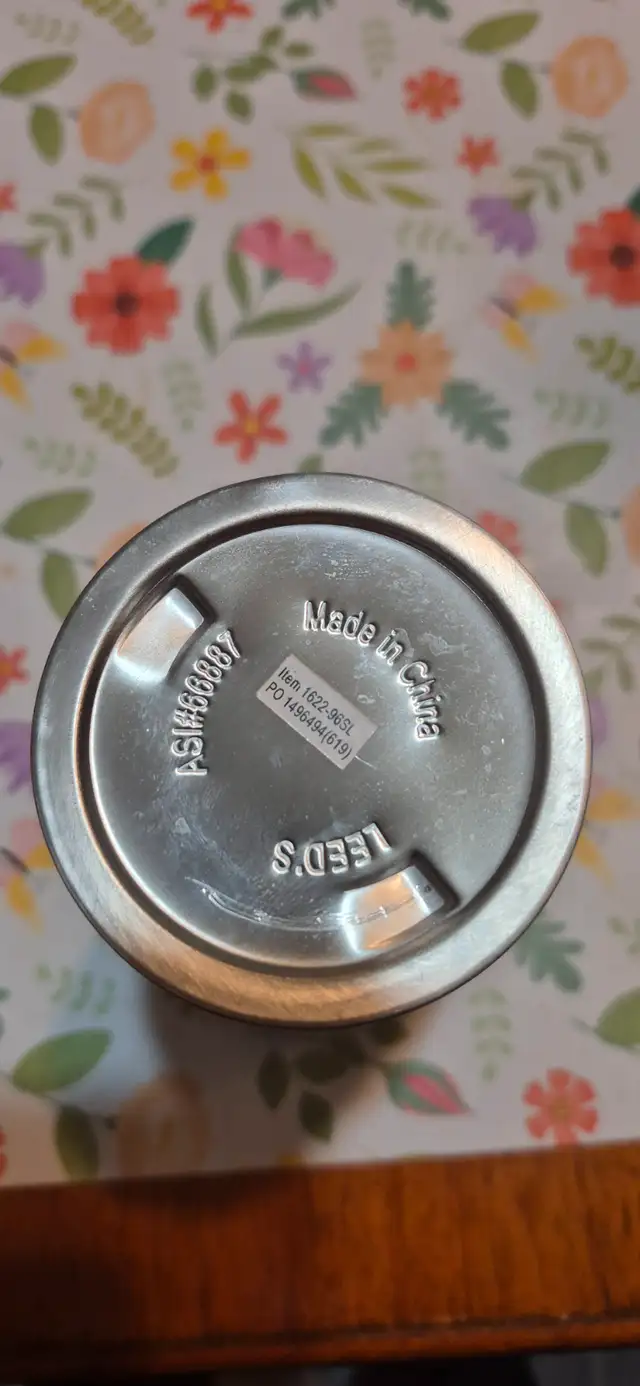 Made in China
ASI#66887
Item 1622-96SL
PO 1496494(619)
LEED'S